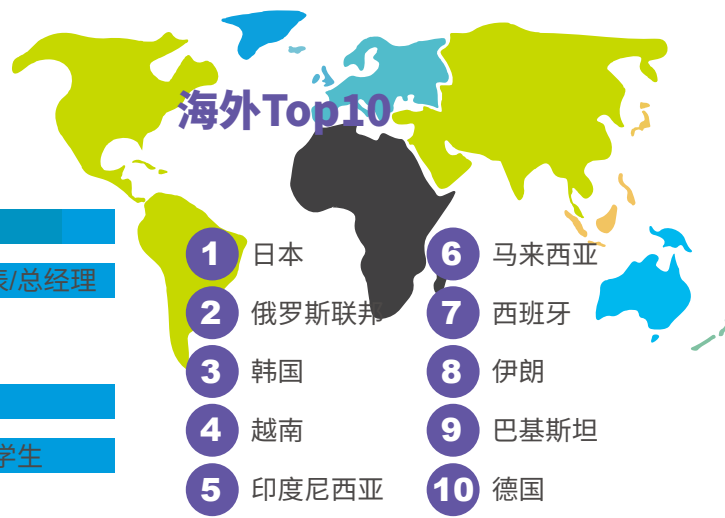 海外Top10
表/总经理
学生
1 日本
2 俄罗斯联邦
3 韩国
4 越南
5 印度尼西亚
6 马来西亚
7 西班牙
8 伊朗
9 巴基斯坦
10 德国